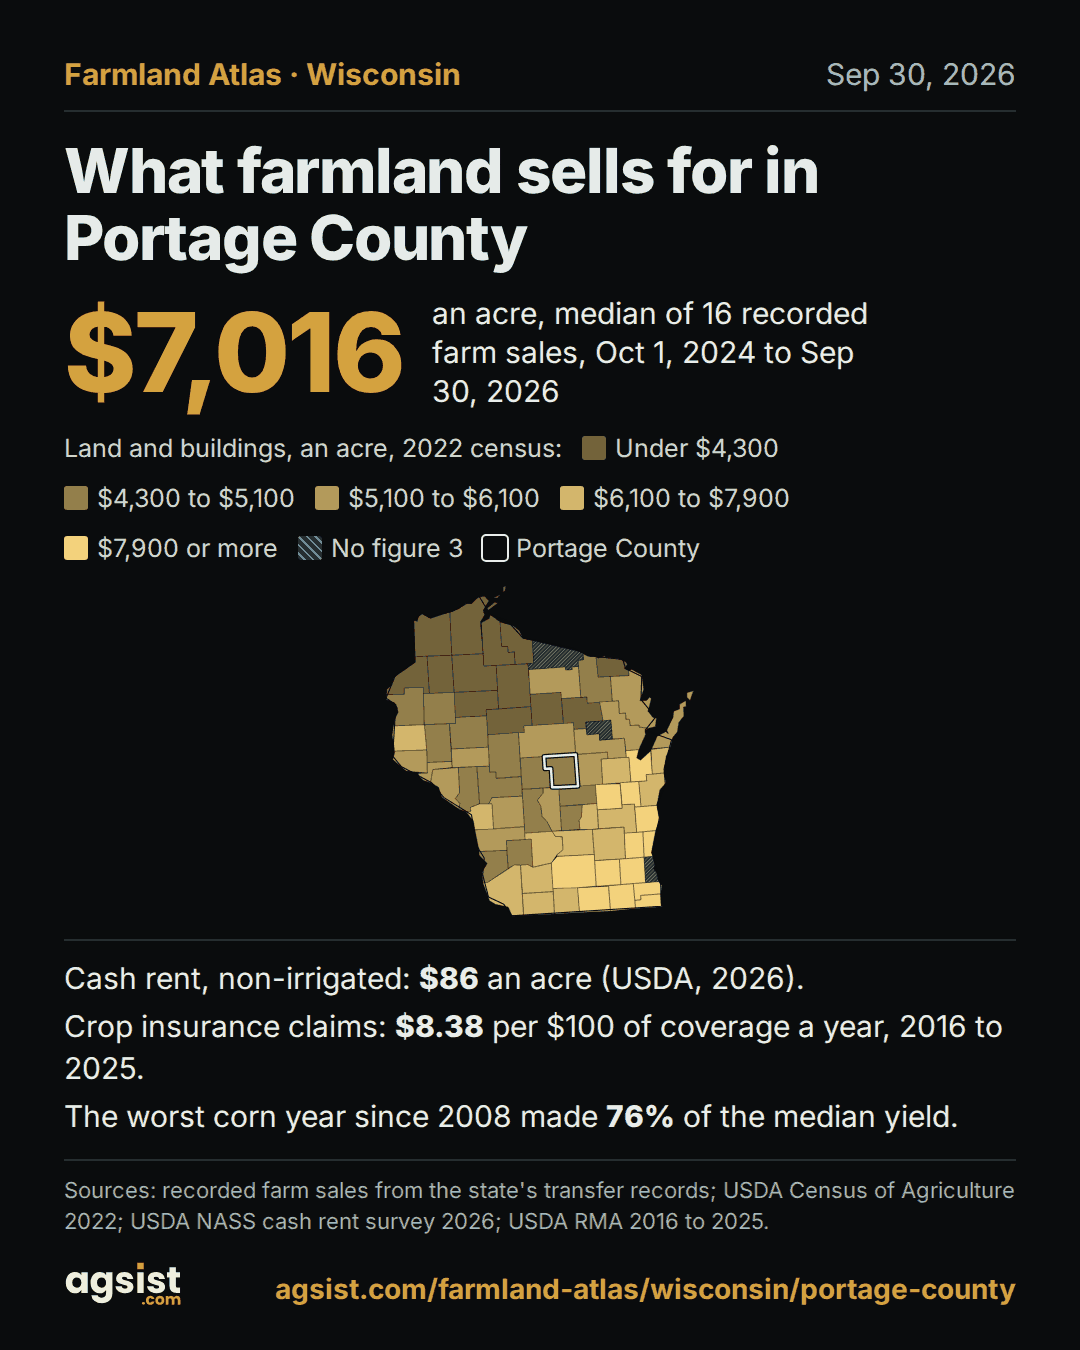 Farmland Atlas · Wisconsin
Sep 30, 2026
What farmland sells for in
Portage County
$7,016
an acre, median of 16 recorded
farm sales, Oct 1, 2024 to Sep
30, 2026
Land and buildings, an acre, 2022 census: Under $4,300
$4,300 to $5,100 $5,100 to $6,100 $6,100 to $7,900
$7,900 or more No figure 3 Portage County
Cash rent, non-irrigated: $86 an acre (USDA, 2026).
Crop insurance claims: $8.38 per $100 of coverage a year, 2016 to
2025.
The worst corn year since 2008 made 76% of the median yield.
Sources: recorded farm sales from the state's transfer records; USDA Census of Agriculture
2022; USDA NASS cash rent survey 2026; USDA RMA 2016 to 2025.
agsist
.com
agsist.com/farmland-atlas/wisconsin/portage-county